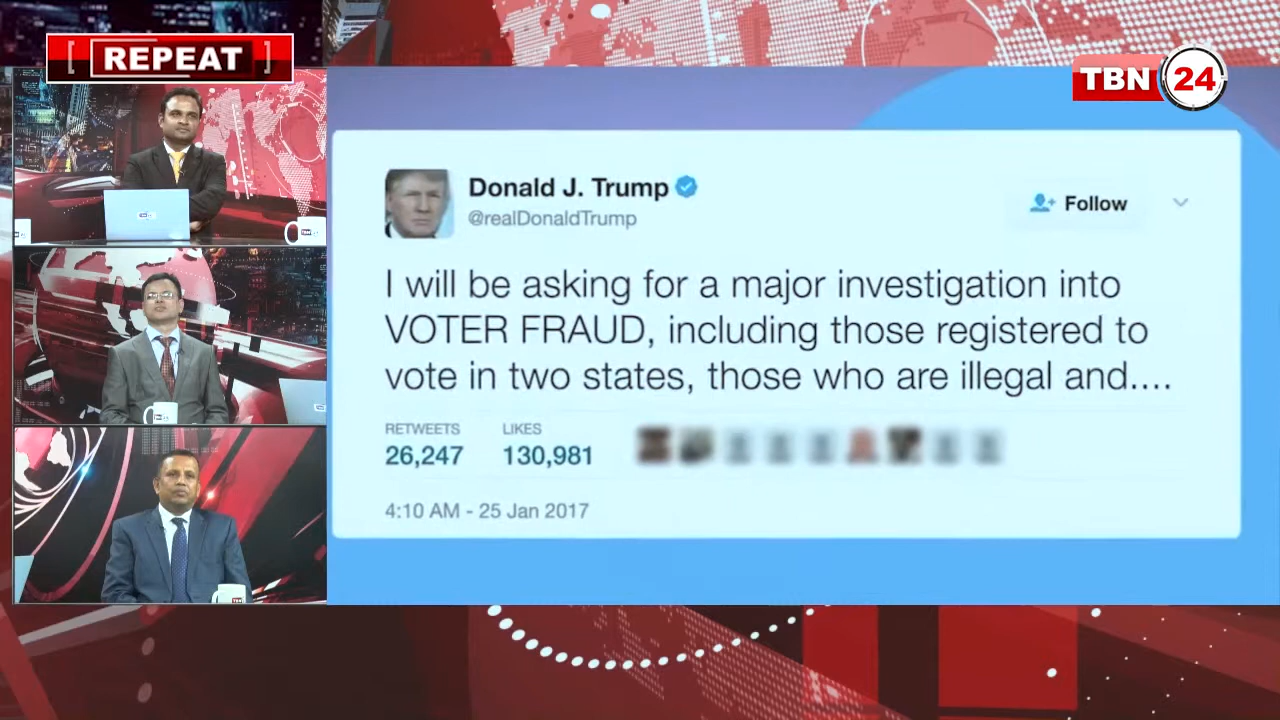 [ REPEAT ]
TBN 24
Donald J. Trump
@realDonaldTrump
Follow
I will be asking for a major investigation into
VOTER FRAUD, including those registered to
vote in two states, those who are illegal and....
RETWEETS LIKES
26,247 130,981
4:10 AM - 25 Jan 2017